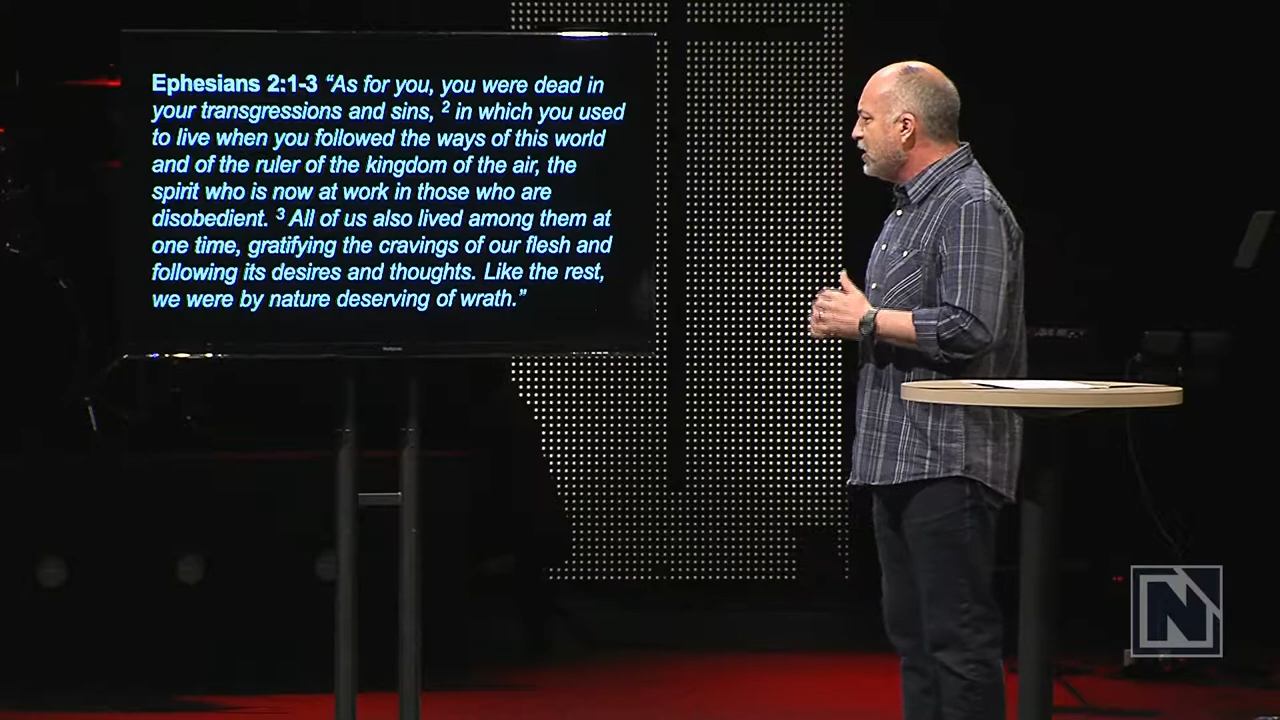 Ephesians 2:1-3 “As for you, you were dead in
your transgressions and sins, ² in which you used
to live when you followed the ways of this world
and of the ruler of the kingdom of the air, the
spirit who is now at work in those who are
disobedient. ³ All of us also lived among them at
one time, gratifying the cravings of our flesh and
following its desires and thoughts. Like the rest,
we were by nature deserving of wrath.”
N